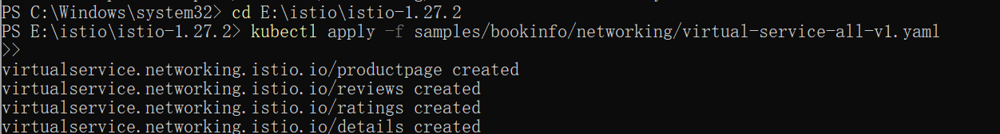 PS C:\Windows\system32> cd E:\istio\istio-1.27.2
PS E:\istio\istio-1.27.2> kubectl apply -f samples/bookinfo/networking/virtual-service-all-v1.yaml
>>
virtualservice.networking.istio.io/productpage created
virtualservice.networking.istio.io/reviews created
virtualservice.networking.istio.io/ratings created
virtualservice.networking.istio.io/details created